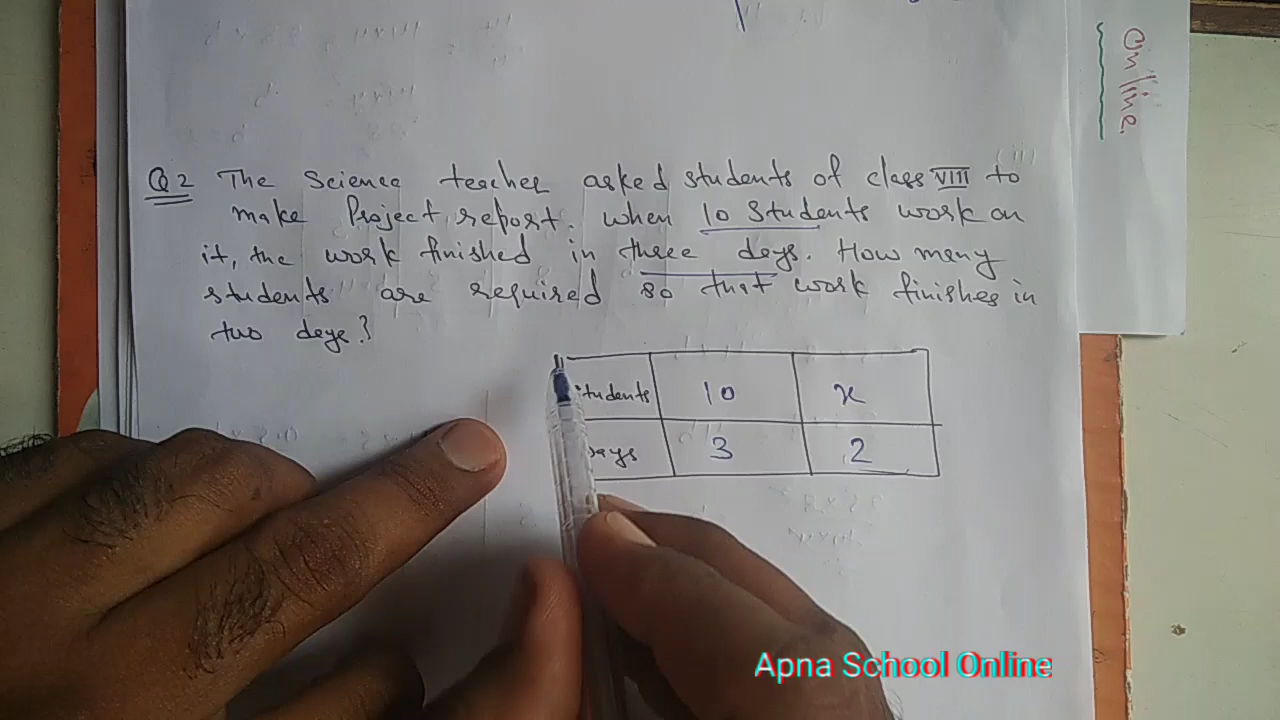 Online
Q2 The Science teacher asked students of class VIII to
make Project report. when 10 Students work on
it, the work finished in three days. How many
students are required so that work finishes in
two days?
students 10 x
Days 3 2
Apna School Online